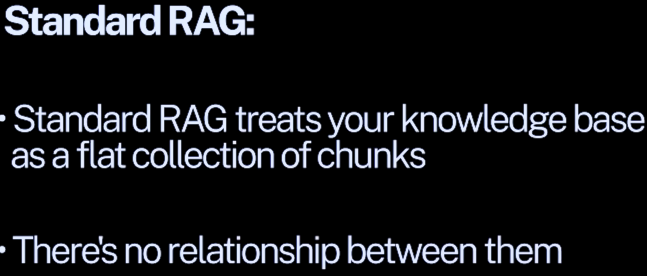 Standard RAG:
• Standard RAG treats your knowledge base
as a flat collection of chunks
• There's no relationship between them